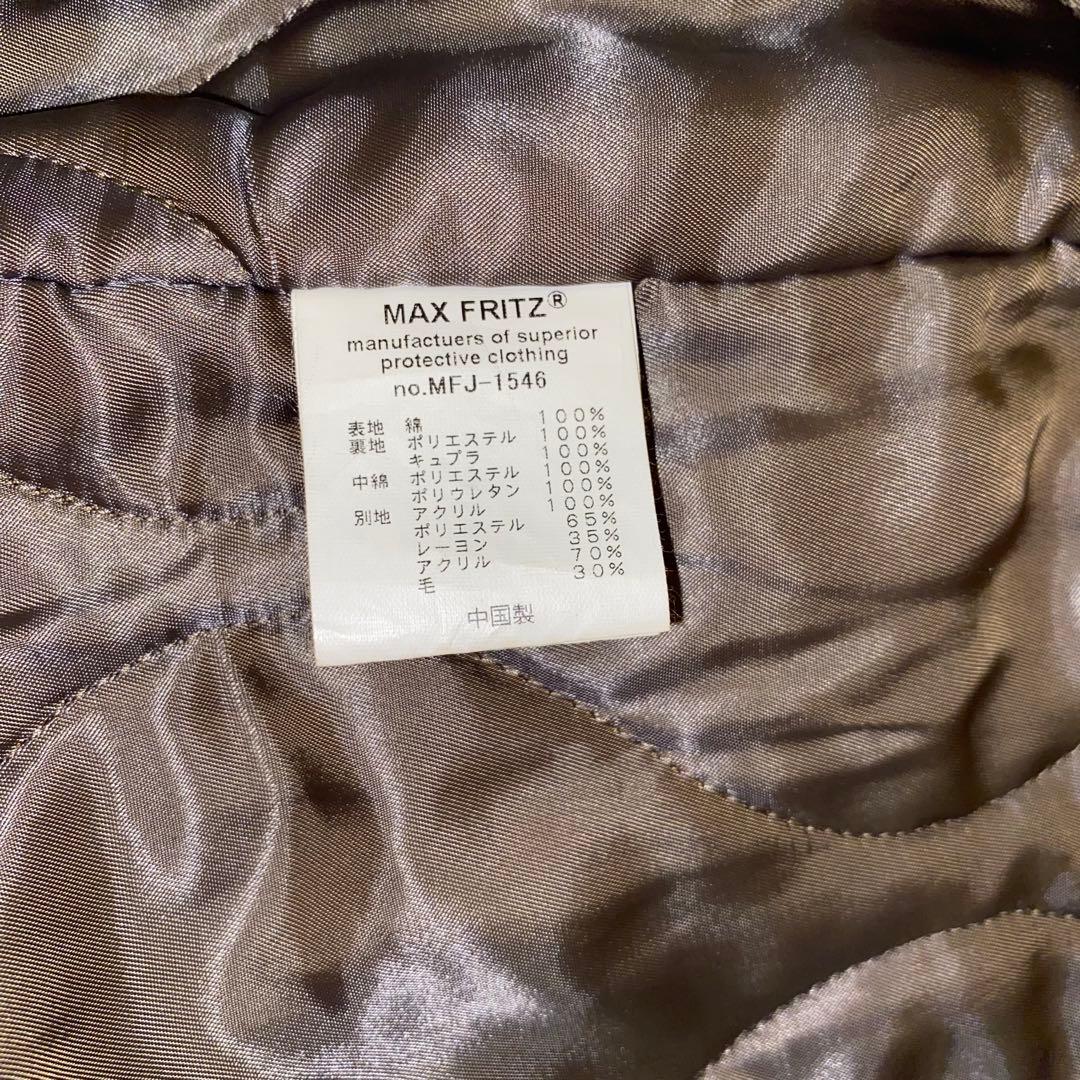 MAX FRITZ®
manufactuers of superior
protective clothing
no.MFJ-1546
表地 綿 100%
裏地 ポリエステル 100%
キュプラ 100%
中綿 ポリエステル 100%
ポリウレタン 100%
別地 アクリル 100%
ポリエステル 65%
レーヨン 35%
アクリル 70%
毛 30%
中国製